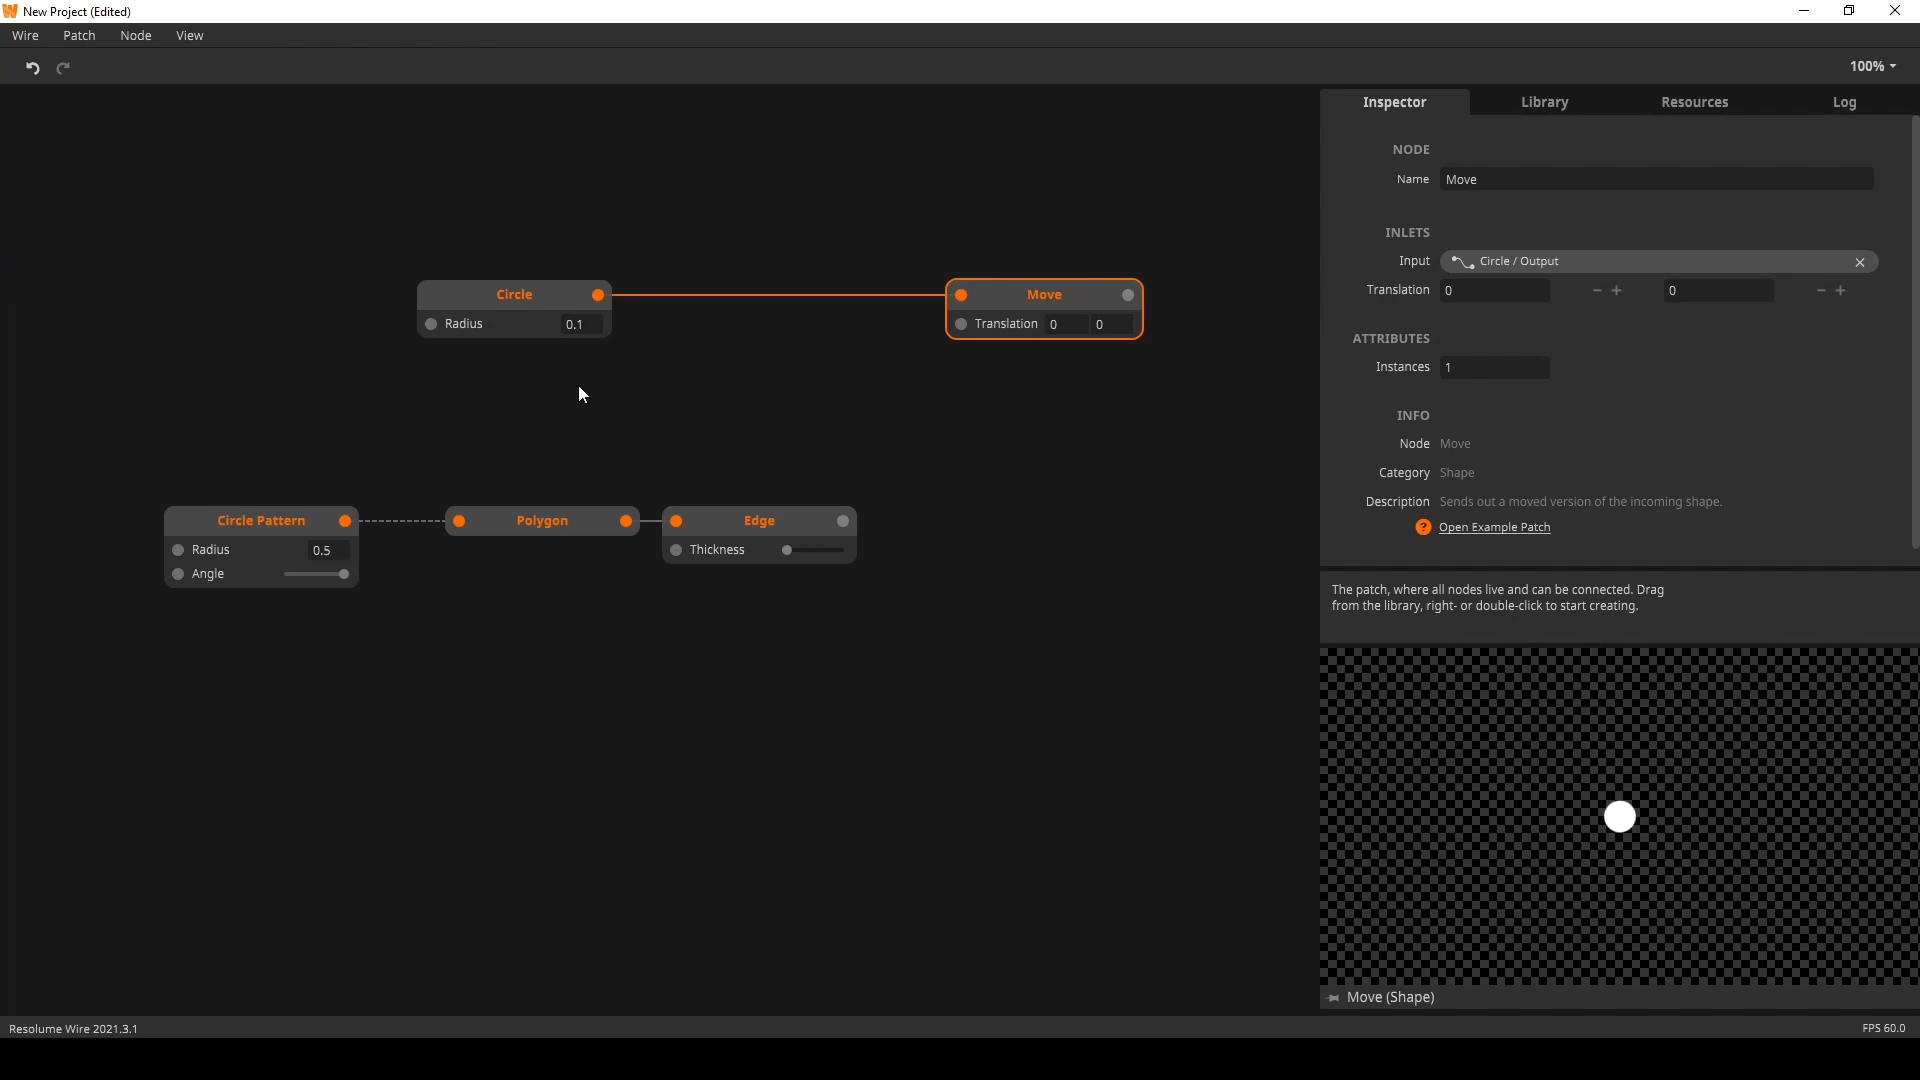 New Project (Edited)
Wire Patch Node View
100%
Inspector Library Resources Log
NODE
Name Move
INLETS
Input Circle / Output
Translation 0 0
ATTRIBUTES
Instances 1
INFO
Node Move
Category Shape
Description Sends out a moved version of the incoming shape.
? Open Example Patch
The patch, where all nodes live and can be connected. Drag
from the library, right- or double-click to start creating.
Move (Shape)
Circle
Radius 0.1
Move
Translation 0 0
Circle Pattern
Radius 0.5
Angle
Polygon
Edge
Thickness
Resolume Wire 2021.3.1
FPS 60.0